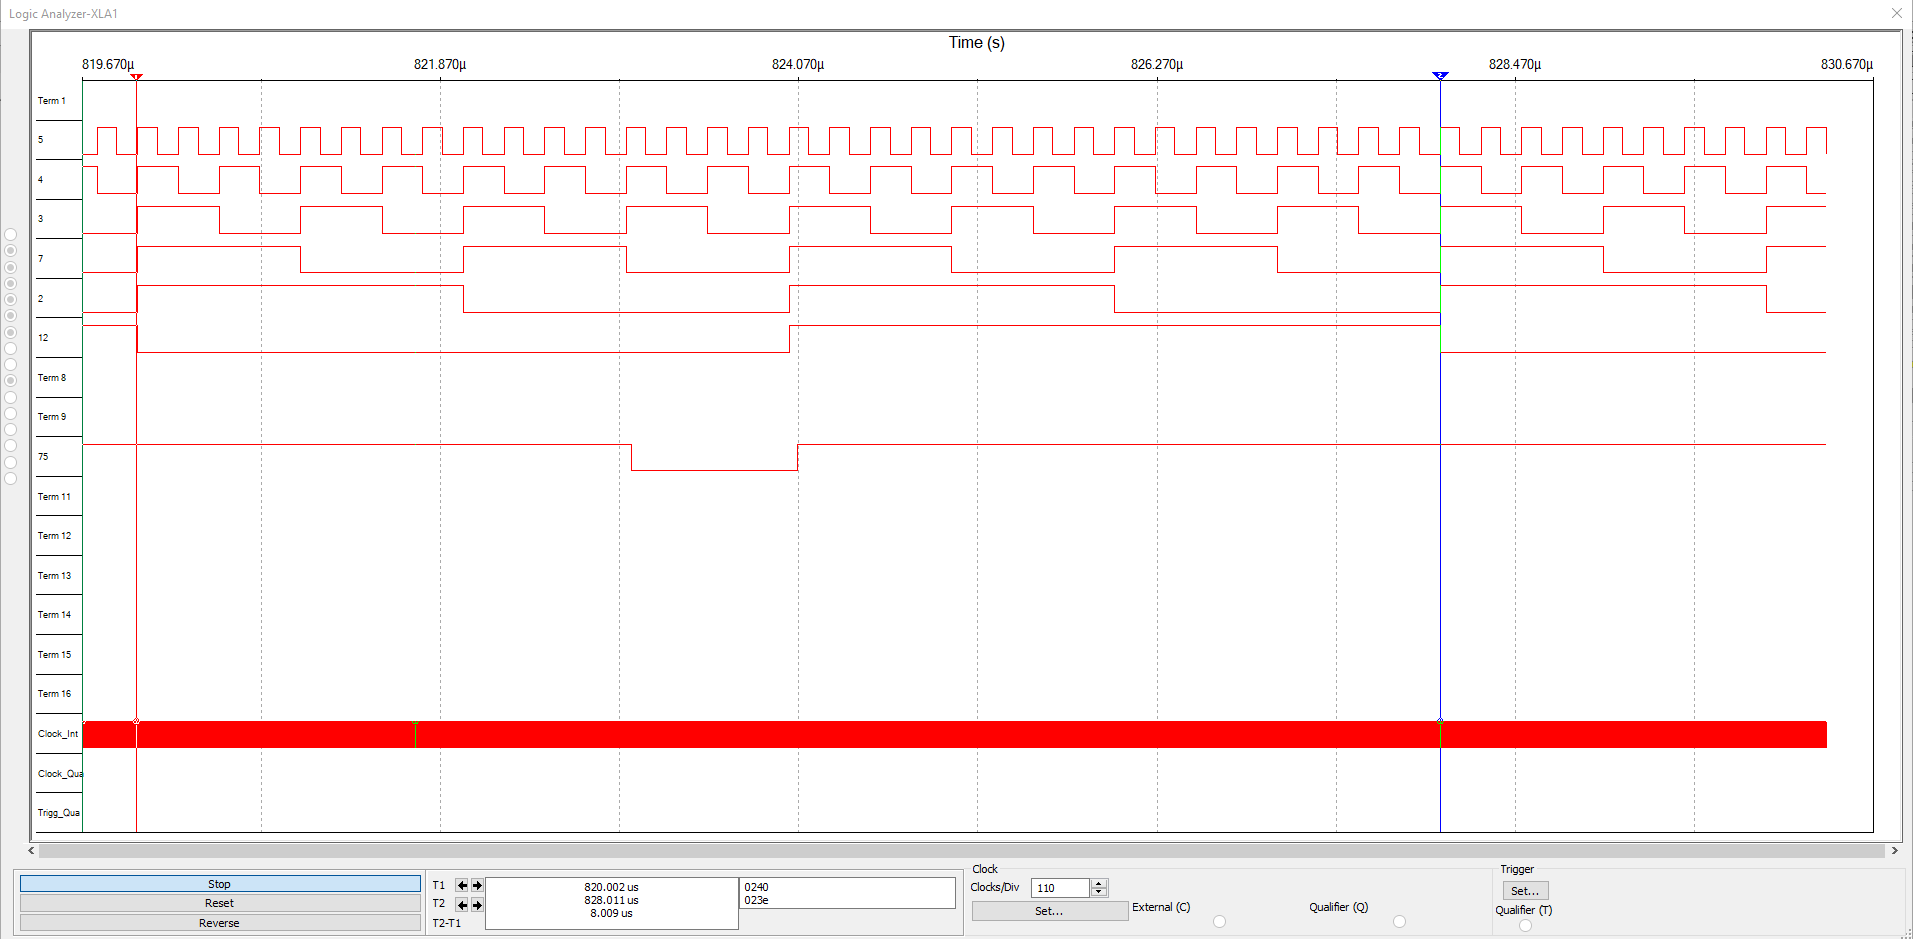 Logic Analyzer-XLA1
Time (s)
819.670µ 821.870µ 824.070µ 826.270µ 828.470µ 830.670µ
1 2
Term 1
5
4
3
7
2
12
Term 8
Term 9
75
Term 11
Term 12
Term 13
Term 14
Term 15
Term 16
Clock_Int
Clock_Qua
Trigg_Qua
Stop
Reset
Reverse
T1 820.002 us 0240
T2 828.011 us 023e
T2-T1 8.009 us
Clock
Clocks/Div 110
Set...
External (C)
Qualifier (Q)
Trigger
Set...
Qualifier (T)